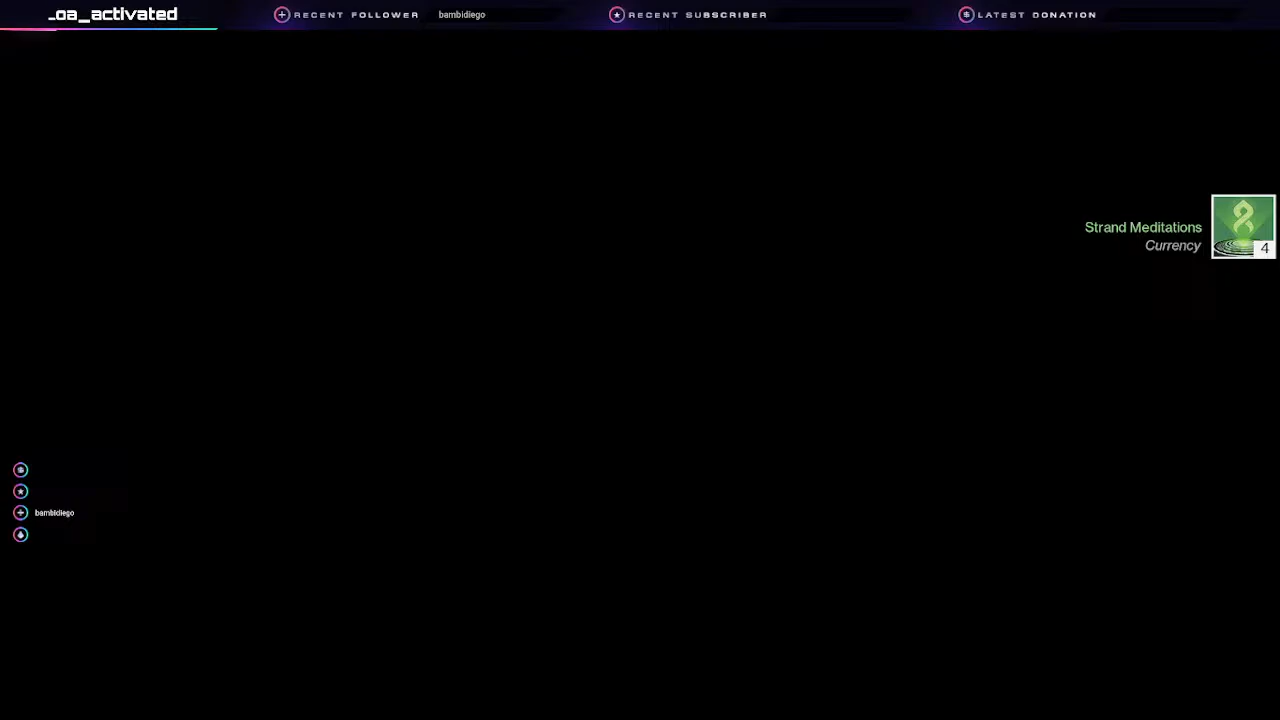 _oa_activated
RECENT FOLLOWER
bambidiego
RECENT SUBSCRIBER
LATEST DONATION
Strand Meditations
Currency
4
bambidiego